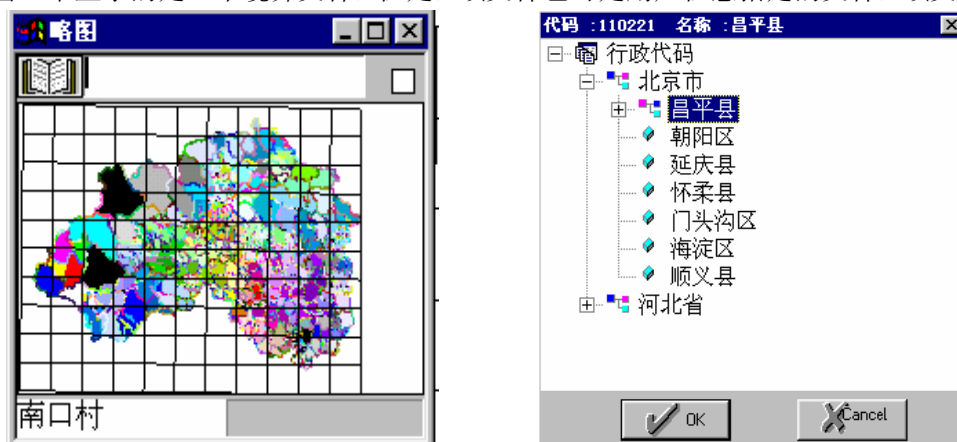 略图
南口村
代码 :110221 名称 :昌平县
行政代码
北京市
昌平县
朝阳区
延庆县
怀柔县
门头沟区
海淀区
顺义县
河北省
OK
Cancel